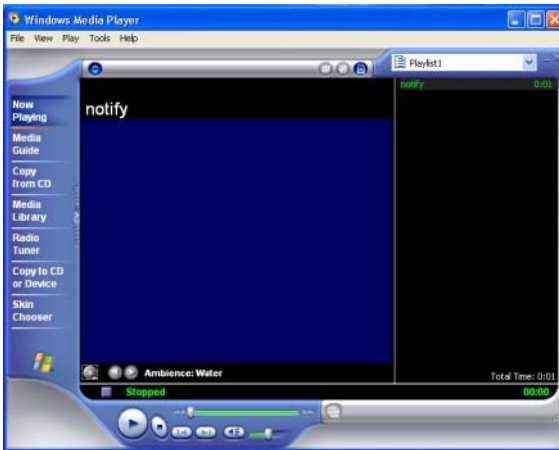 Windows Media Player
File View Play Tools Help
Playlist1
Now
Playing
Media
Guide
Copy
from CD
Media
Library
Radio
Tuner
Copy to CD
or Device
Skin
Chooser
notify
notify 0:01
Ambience: Water
Total Time: 0:01
Stopped 00:00